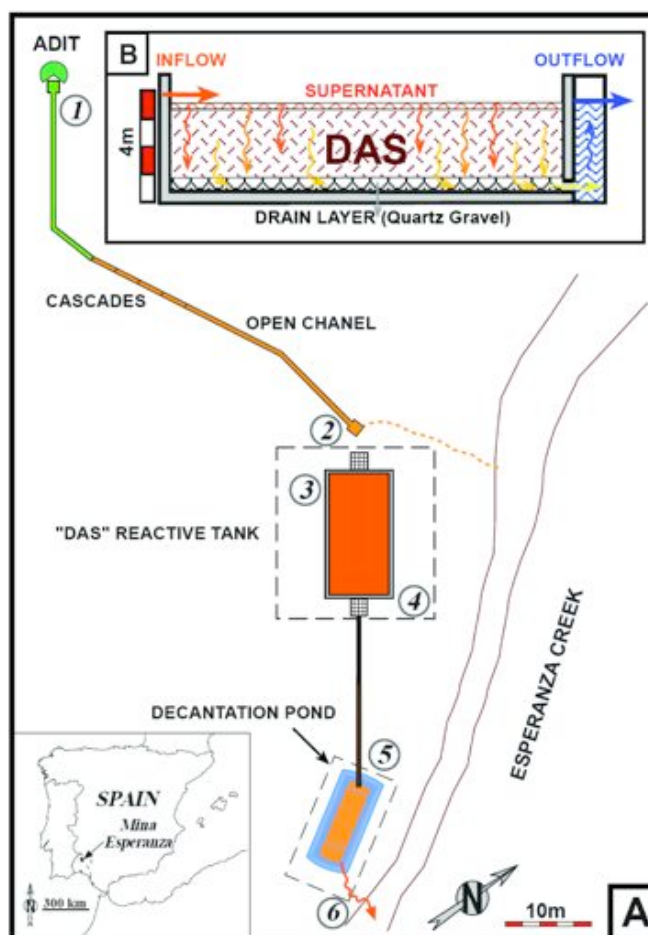 ADIT
1
B
INFLOW
OUTFLOW
SUPERNATANT
4m
DAS
DRAIN LAYER (Quartz Gravel)
CASCADES
OPEN CHANEL
2
3
"DAS" REACTIVE TANK
4
ESPERANZA CREEK
DECANTATION POND
5
SPAIN
Mina
Esperanza
N
300 km
6
N
10m
A